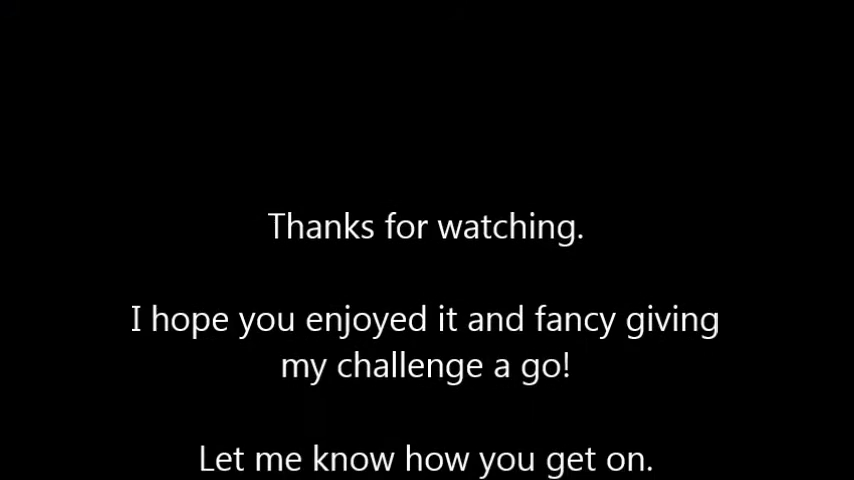 Thanks for watching.
I hope you enjoyed it and fancy giving
my challenge a go!
Let me know how you get on.